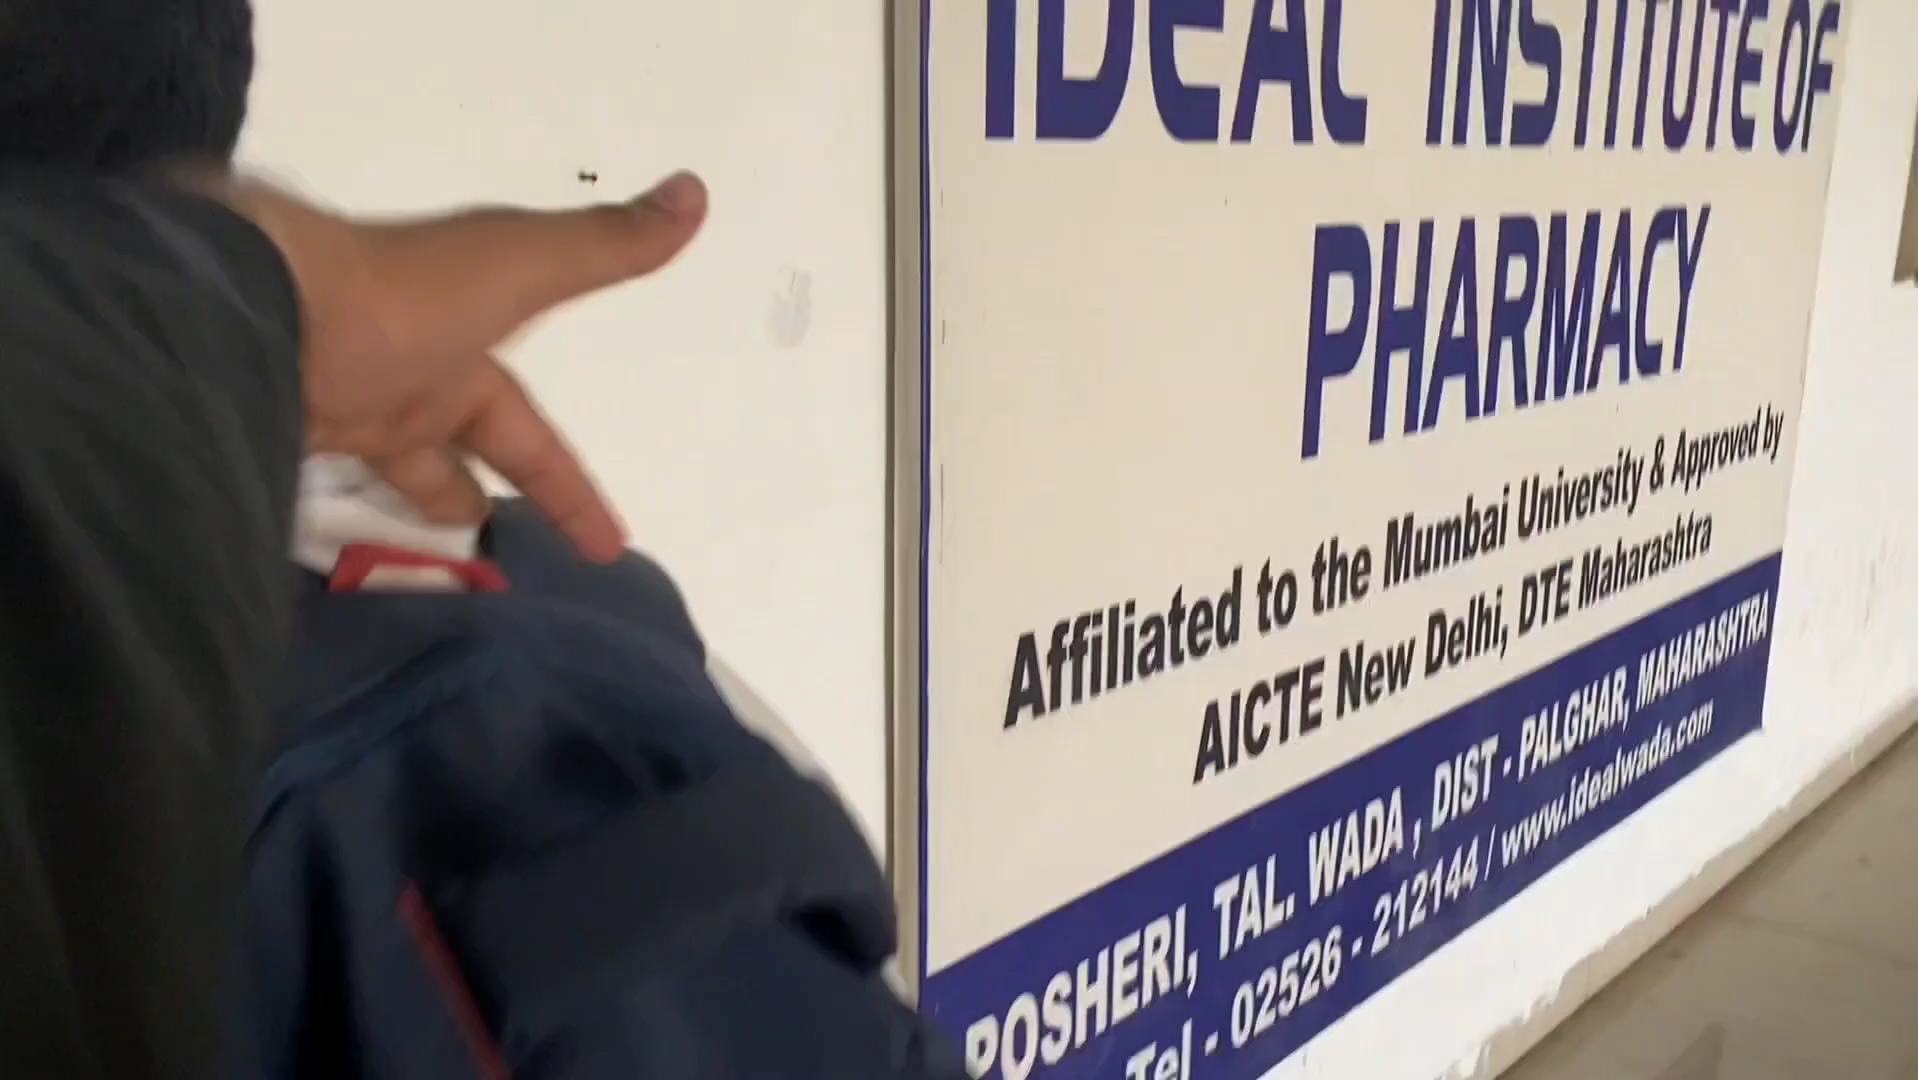 IDEAL INSTITUTE OF
PHARMACY
Affiliated to the Mumbai University & Approved by
AICTE New Delhi, DTE Maharashtra
POSHERI, TAL. WADA , DIST - PALGHAR, MAHARASHTRA
Tel - 02526 - 212144 / www.idealwada.com